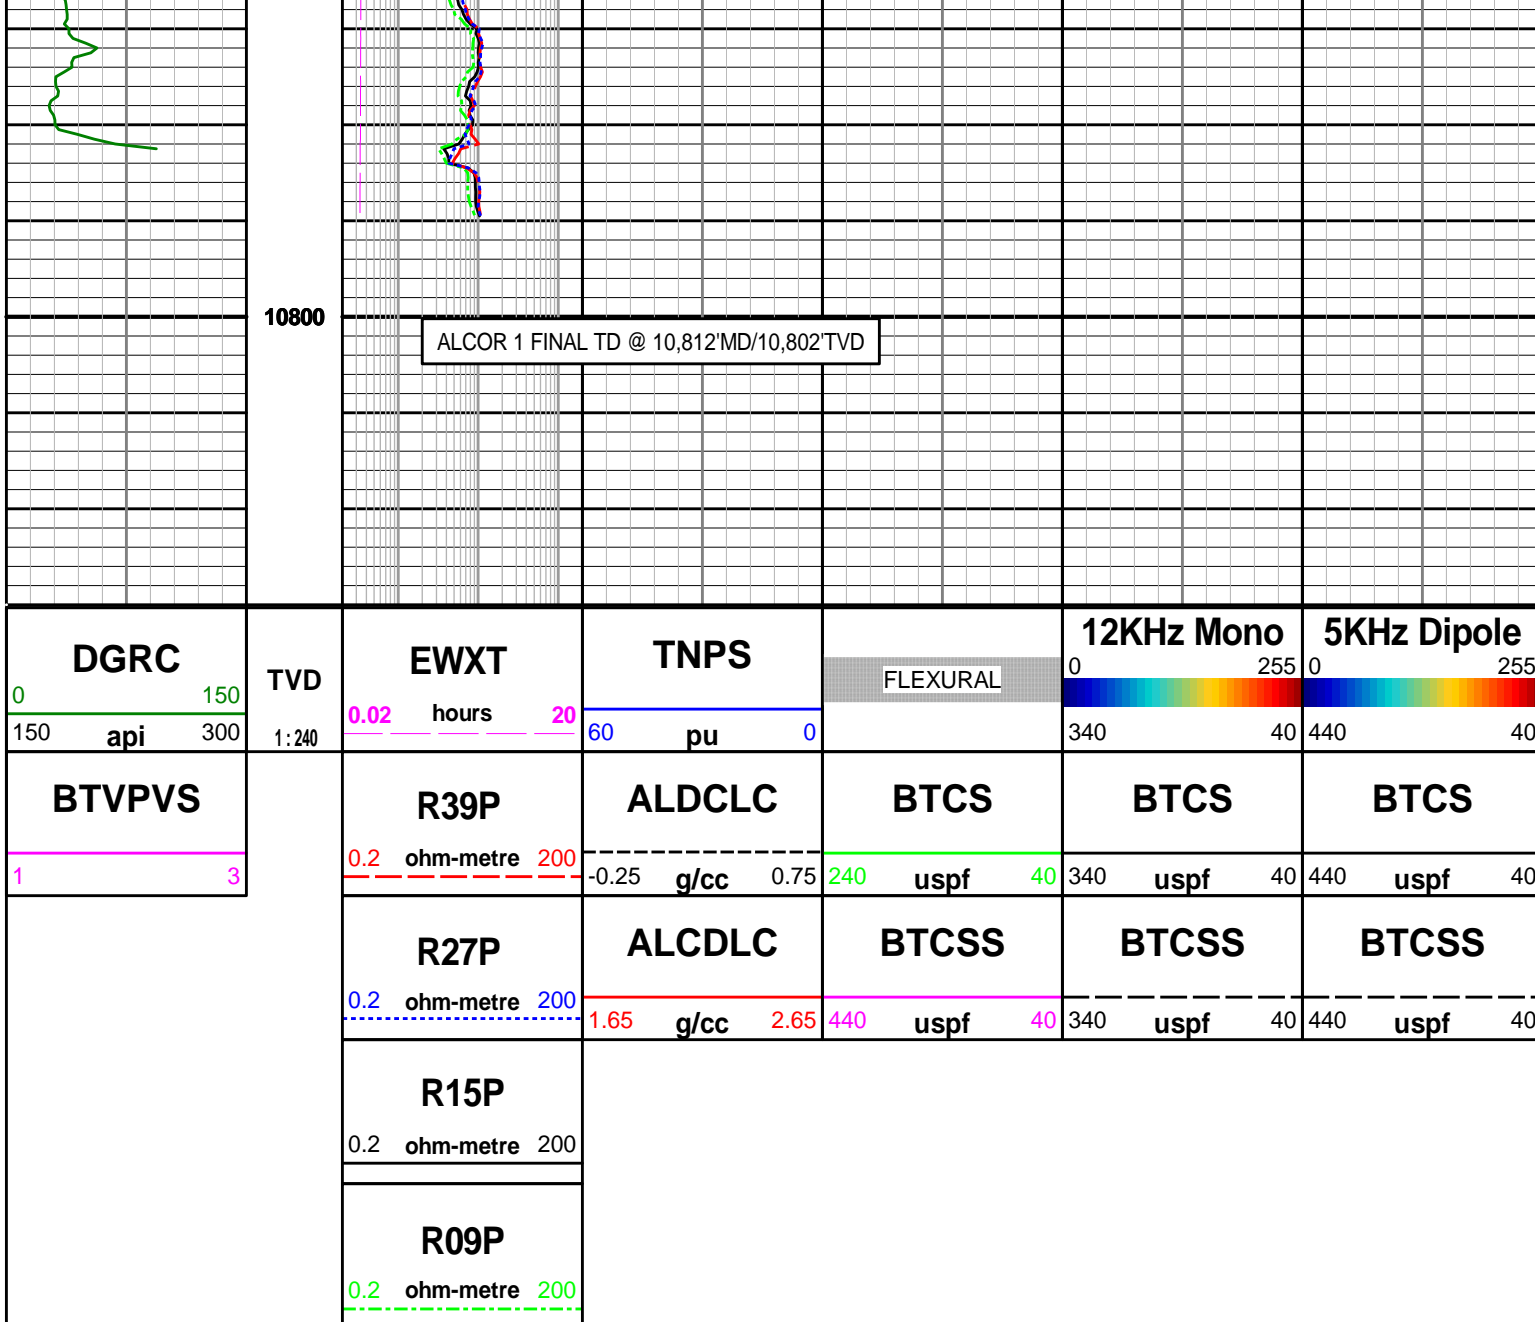 10800
ALCOR 1 FINAL TD @ 10,812'MD/10,802'TVD
DGRC
0 150
150 api 300
TVD
1 : 240
EWXT
0.02 hours 20
TNPS
60 pu 0
FLEXURAL
12KHz Mono
0 255
340 40
5KHz Dipole
0 255
440 40
BTVPVS
1 3
R39P
0.2 ohm-metre 200
ALDCLC
-0.25 g/cc 0.75
BTCS
240 uspf 40
BTCS
340 uspf 40
BTCS
440 uspf 40
R27P
0.2 ohm-metre 200
ALCDLC
1.65 g/cc 2.65
BTCSS
440 uspf 40
BTCSS
340 uspf 40
BTCSS
440 uspf 40
R15P
0.2 ohm-metre 200
R09P
0.2 ohm-metre 200